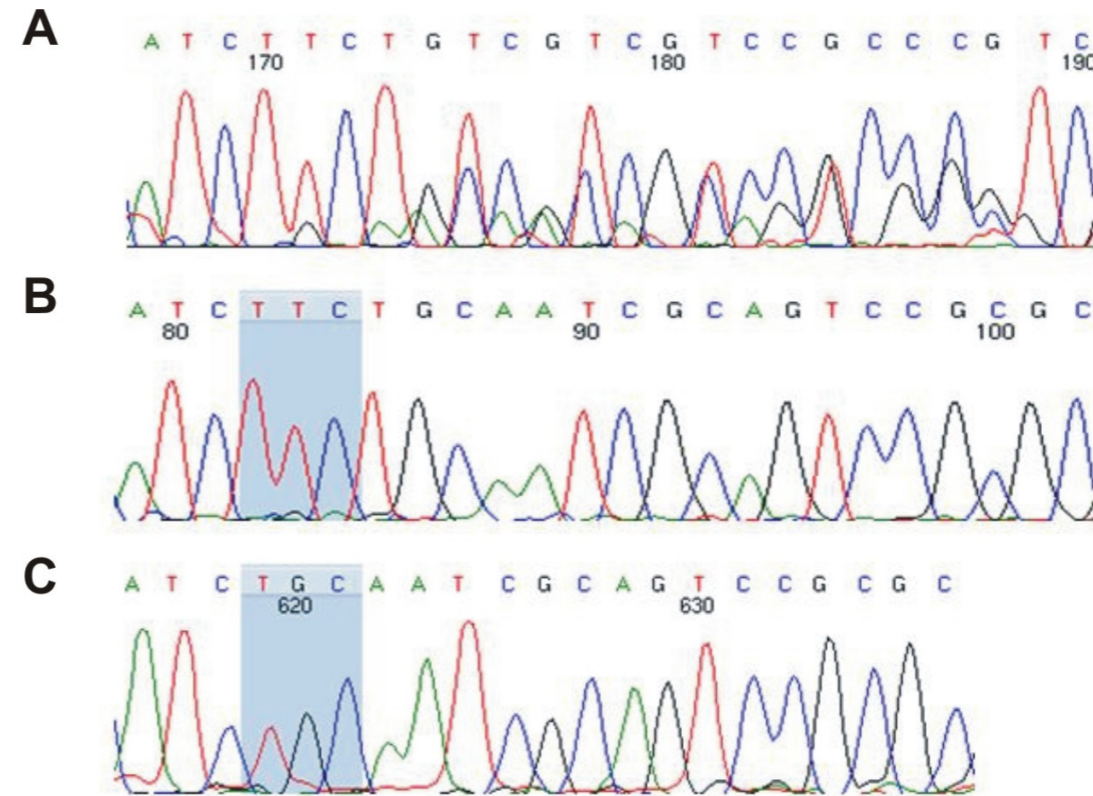 A
A T C T T C T G T C G T C G T C C G C C C G T C
170 180 190
B
A T C T T C T G C A A T C G C A G T C C G C G C
80 90 100
C
A T C T G C A A T C G C A G T C C G C G C
620 630